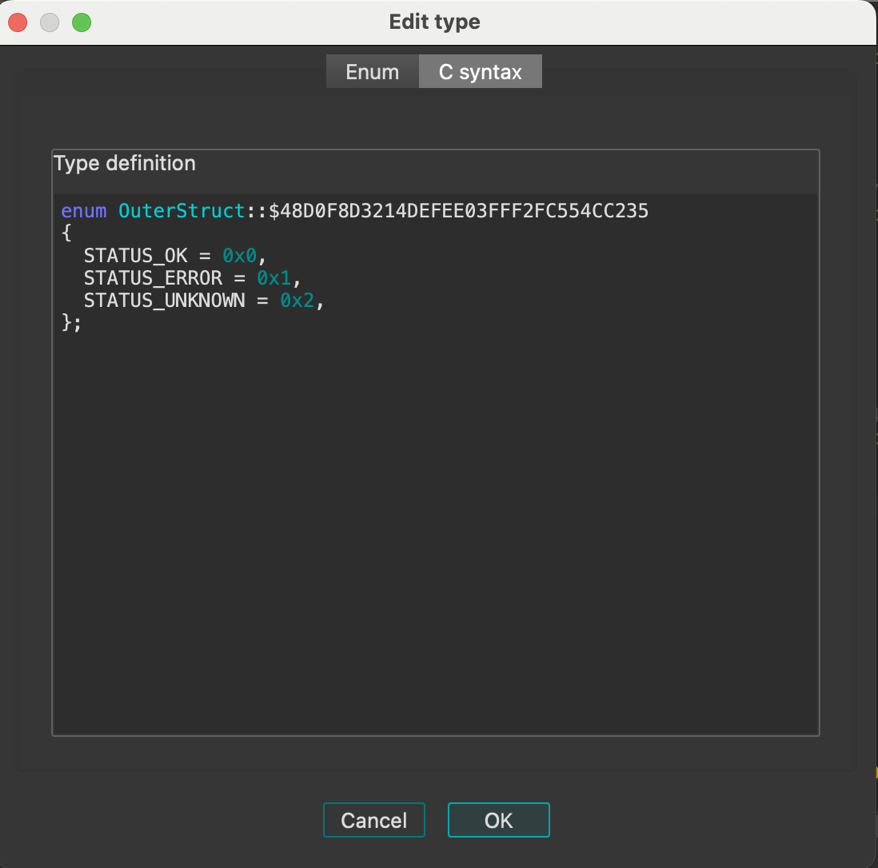 Edit type
Enum C syntax
Type definition
enum OuterStruct::$48D0F8D3214DEFEE03FFF2FC554CC235
{
  STATUS_OK = 0x0,
  STATUS_ERROR = 0x1,
  STATUS_UNKNOWN = 0x2,
};
Cancel OK